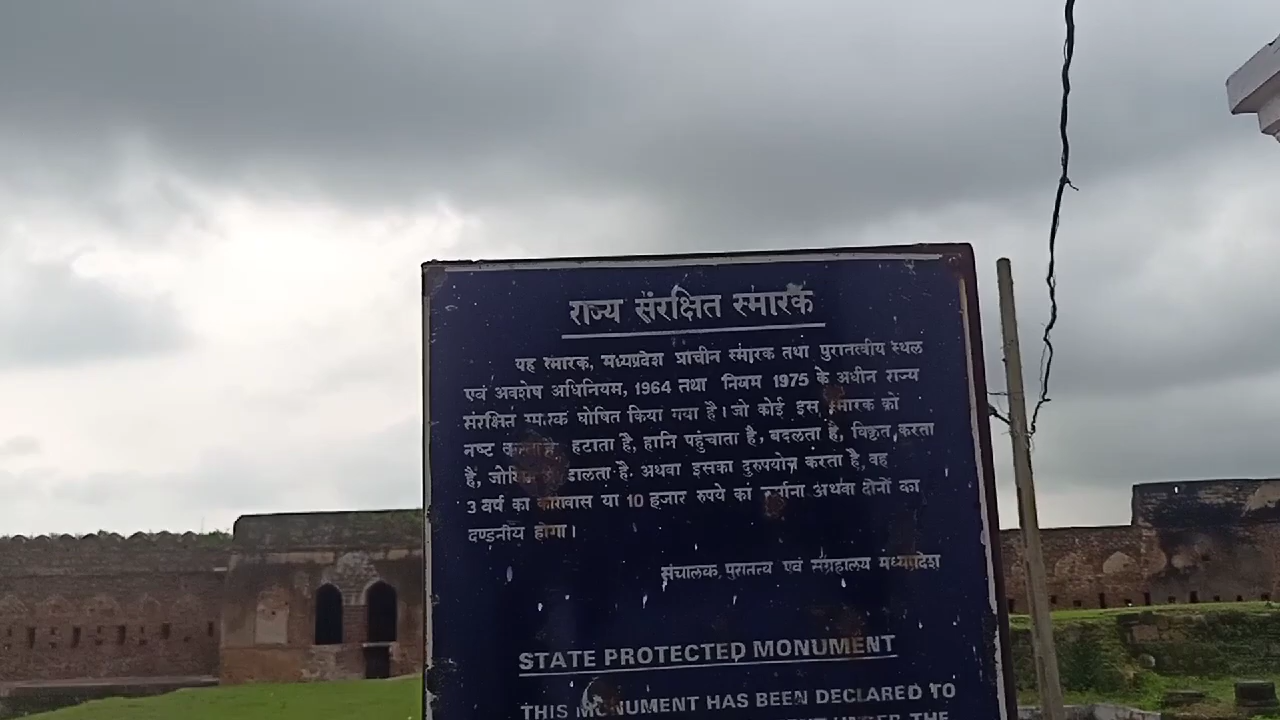 राज्य संरक्षित स्मारक
यह स्मारक, मध्यप्रदेश प्राचीन स्मारक तथा पुरातत्वीय स्थल
एवं अवशेष अधिनियम, 1964 तथा नियम 1975 के अधीन राज्य
संरक्षित स्मारक घोषित किया गया है। जो कोई इस स्मारक को
नष्ट हटाता है, हानि पहुंचाता है, बदलता है, विकृत करता
है, डालता है. अथवा इसका दुरुपयोग करता है, वह
3 वर्ष का कारावास या 10 हजार रुपये का जुर्माना अथवा दोनों का
दण्डनीय होगा।
संचालक, पुरातत्व एवं संग्रहालय मध्यप्रदेश
STATE PROTECTED MONUMENT
THIS MONUMENT HAS BEEN DECLARED TO
UNDER THE